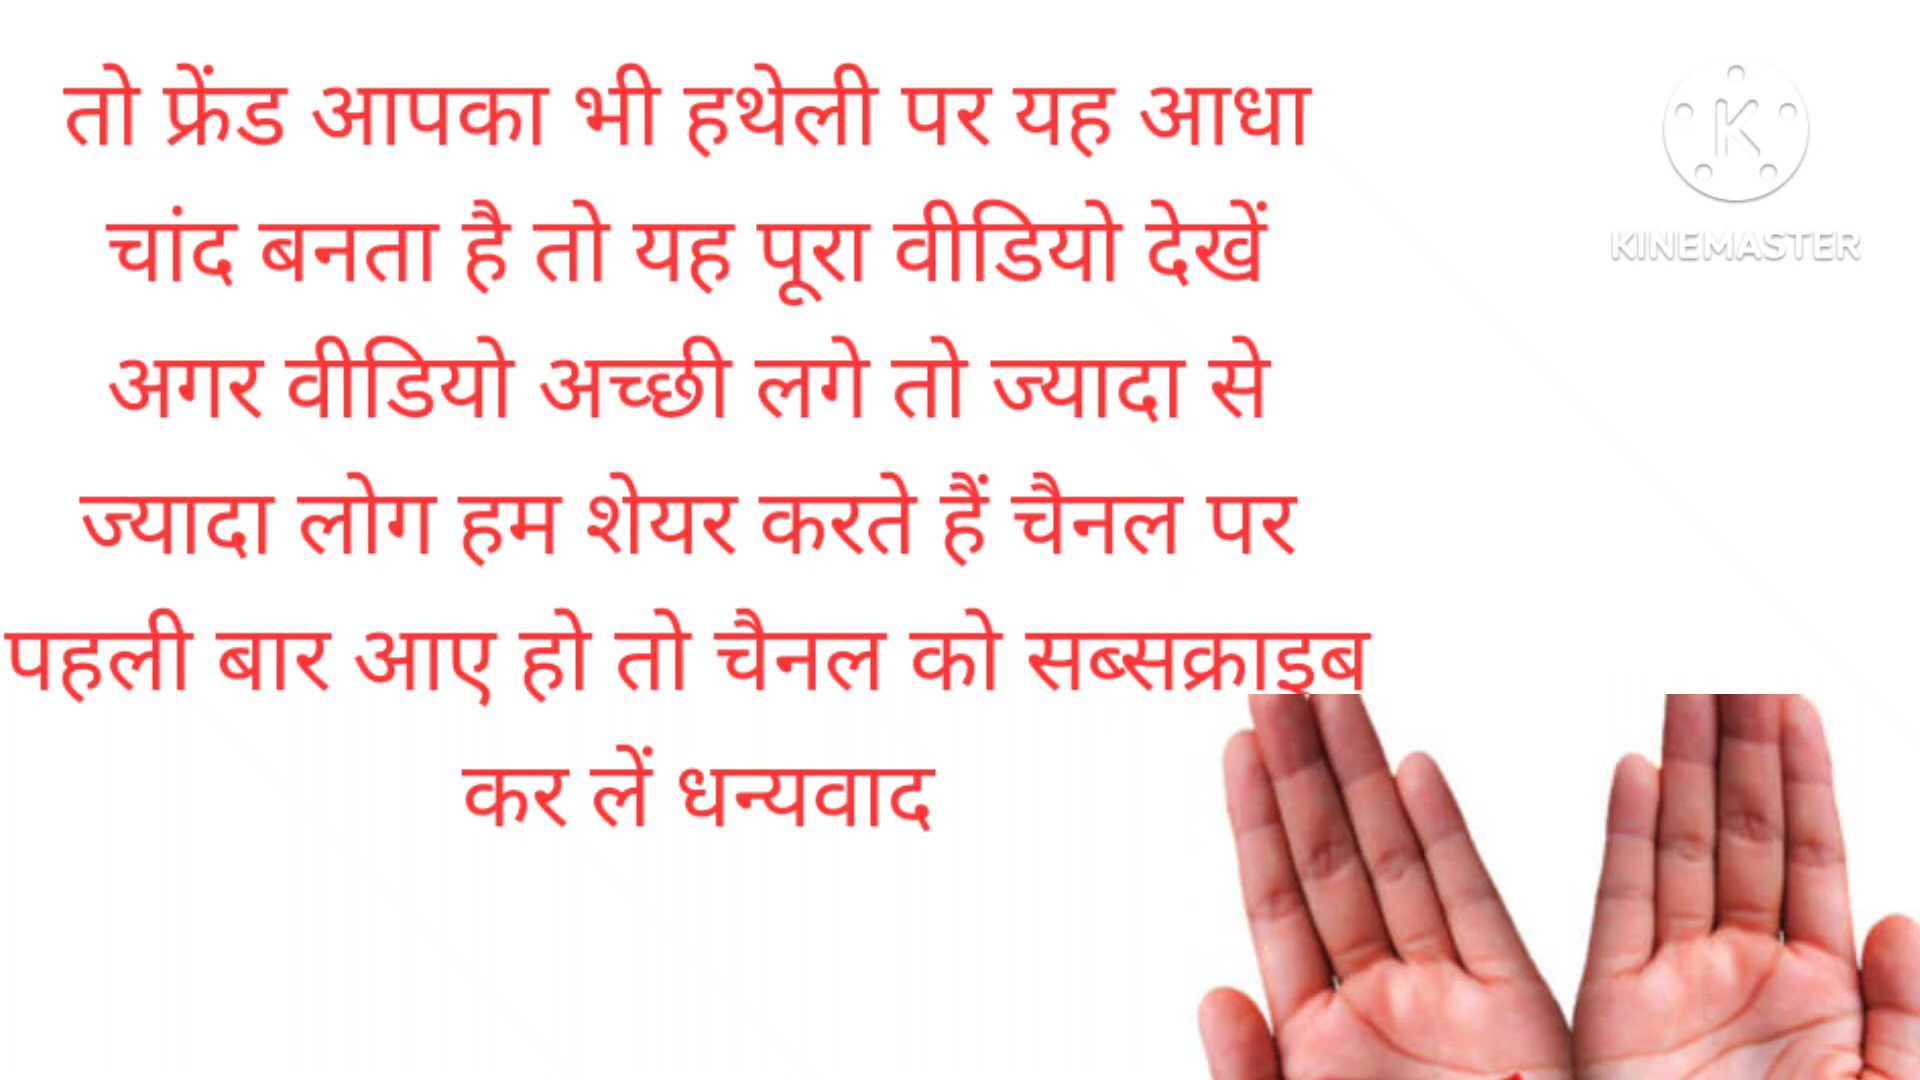 तो फ्रेंड आपका भी हथेली पर यह आधा
चांद बनता है तो यह पूरा वीडियो देखें
अगर वीडियो अच्छी लगे तो ज्यादा से
ज्यादा लोग हम शेयर करते हैं चैनल पर
पहली बार आए हो तो चैनल को सब्सक्राइब
कर लें धन्यवाद
K
KINEMASTER